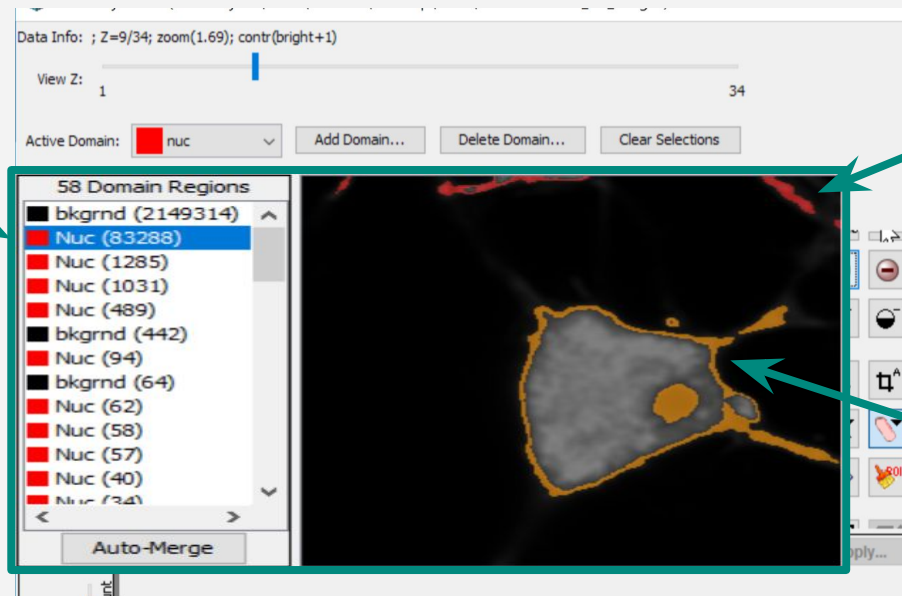 Data Info: ; Z=9/34; zoom(1.69); contr(bright+1)
View Z:
1
34
Active Domain:
nuc
Add Domain...
Delete Domain...
Clear Selections
58 Domain Regions
bkgrnd (2149314)
Nuc (83288)
Nuc (1285)
Nuc (1031)
Nuc (489)
bkgrnd (442)
Nuc (94)
bkgrnd (64)
Nuc (62)
Nuc (58)
Nuc (57)
Nuc (40)
Nuc (34)
Auto-Merge